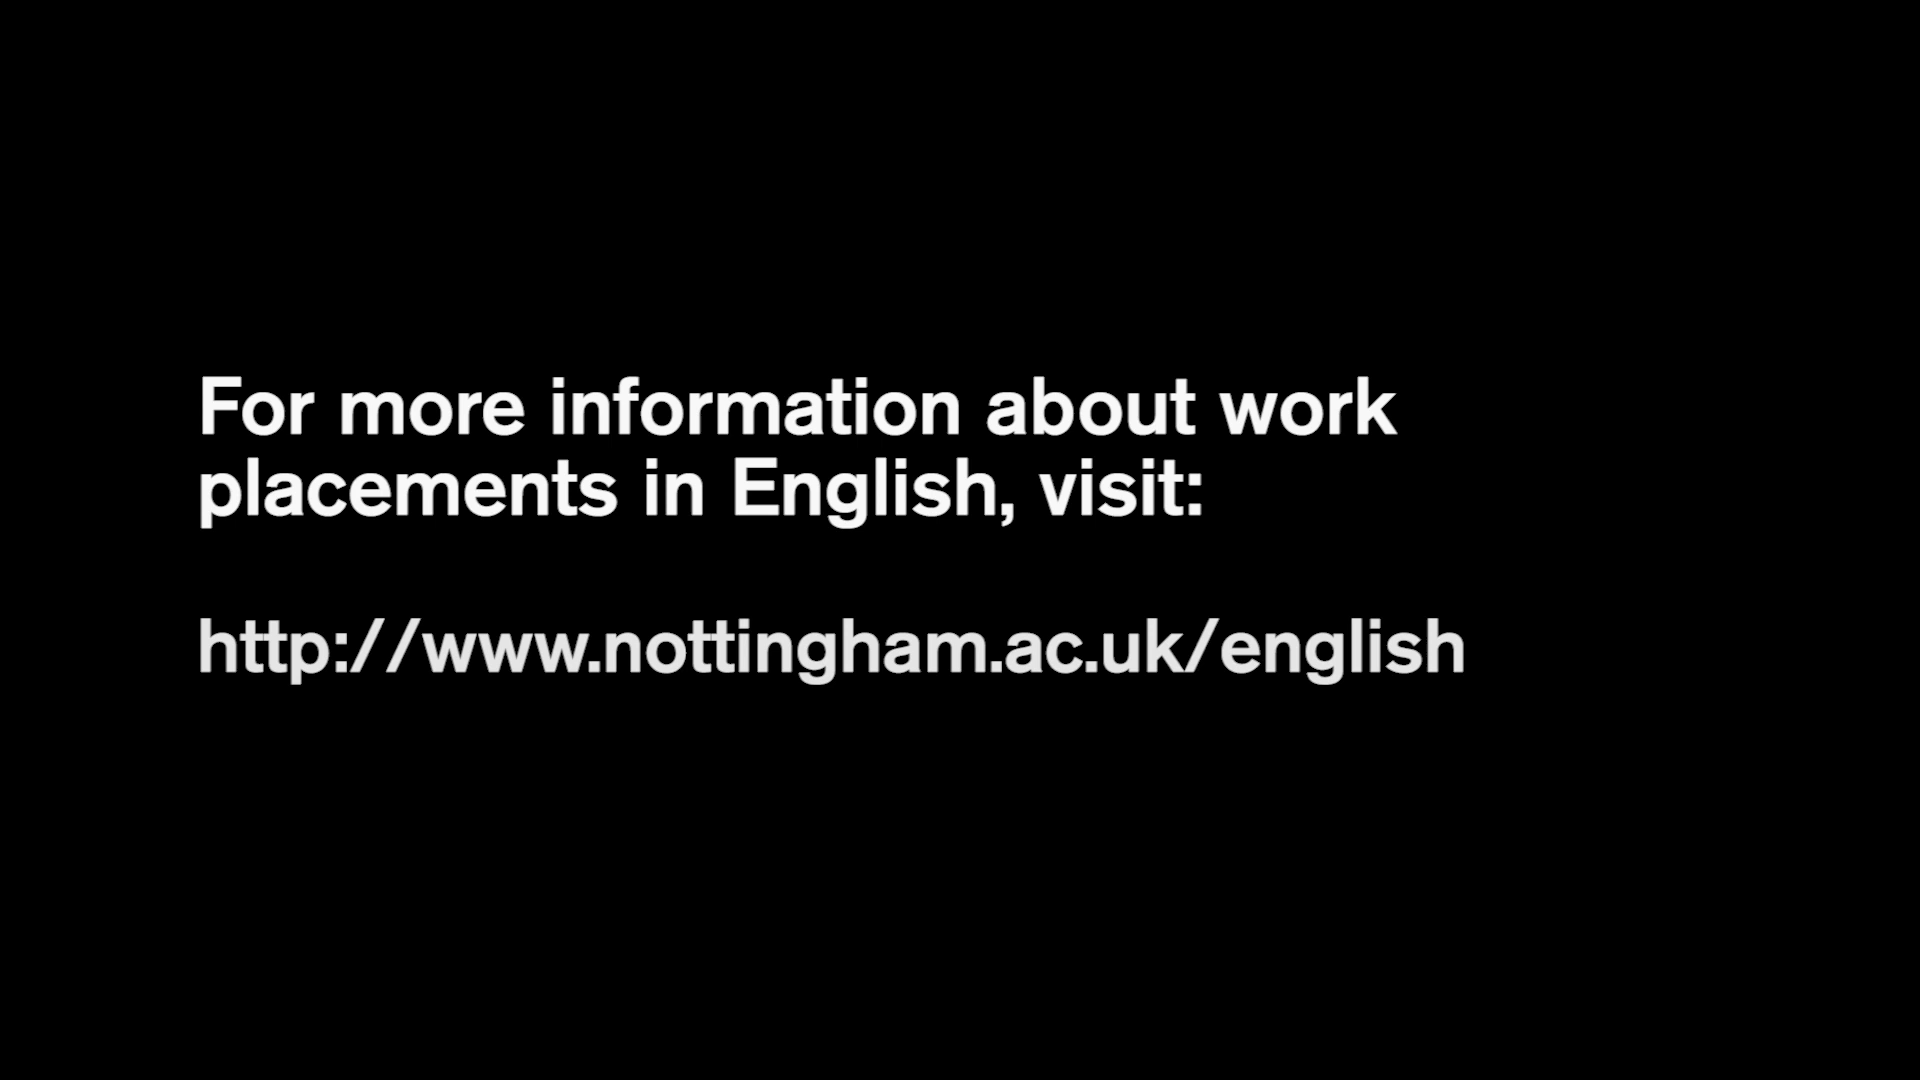 For more information about work
placements in English, visit:
http://www.nottingham.ac.uk/english